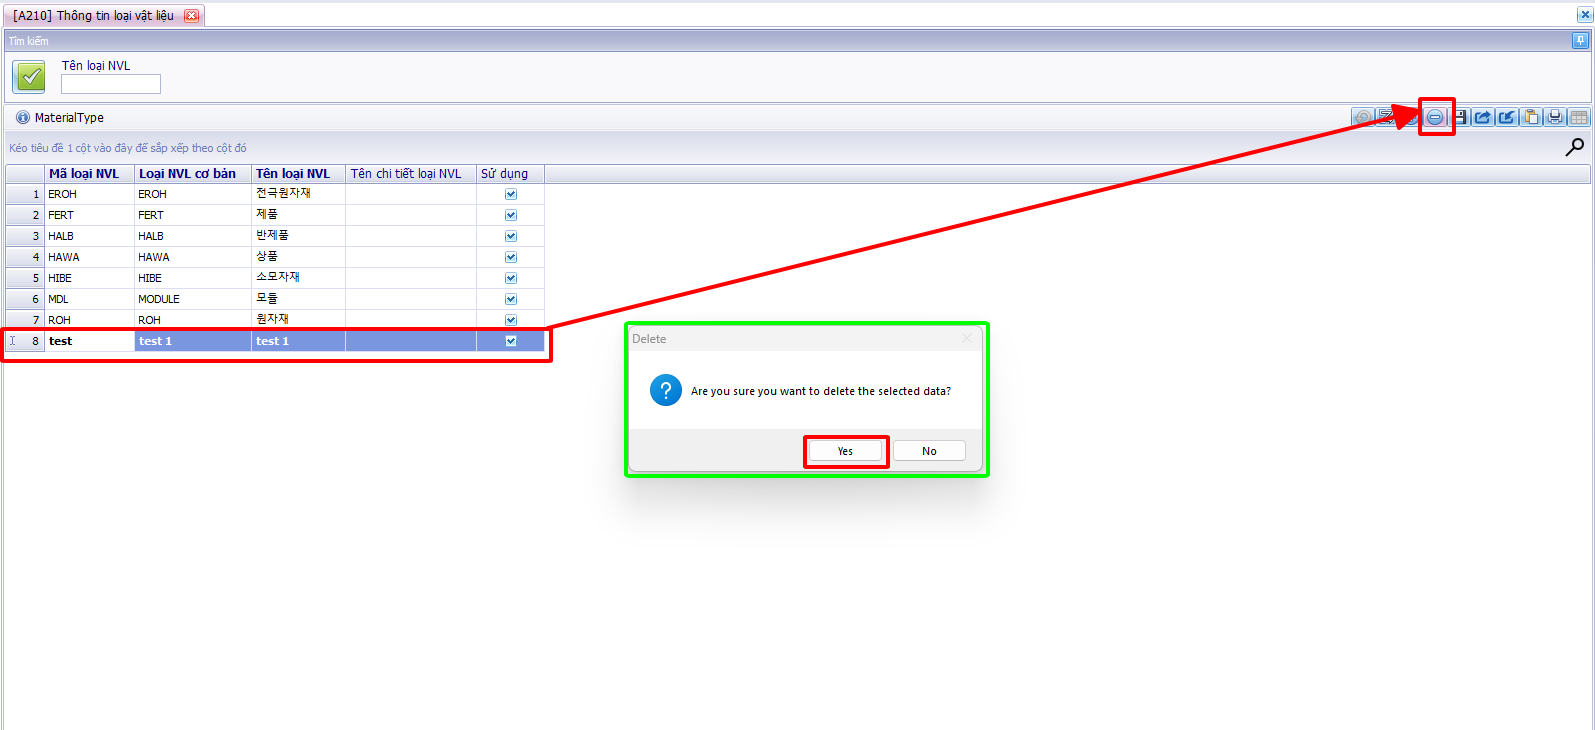 [A210] Thông tin loại vật liệu
Tìm kiếm
Tên loại NVL
MaterialType
Kéo tiêu đề 1 cột vào đây để sắp xếp theo cột đó
Mã loại NVL Loại NVL cơ bản Tên loại NVL Tên chi tiết loại NVL Sử dụng
1 EROH EROH 전극원자재
2 FERT FERT 제품
3 HALB HALB 반제품
4 HAWA HAWA 상품
5 HIBE HIBE 소모자재
6 MDL MODULE 모듈
7 ROH ROH 원자재
8 test test 1 test 1
Delete
Are you sure you want to delete the selected data?
Yes No